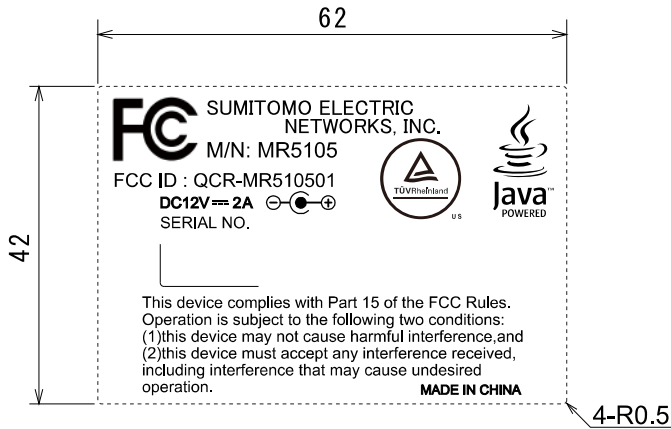 62
42
FC
SUMITOMO ELECTRIC
NETWORKS, INC.
M/N: MR5105
FCC ID : QCR-MR510501
DC12V⎓2A
SERIAL NO.
TÜVRheinland
US
Java™
POWERED
This device complies with Part 15 of the FCC Rules.
Operation is subject to the following two conditions:
(1)this device may not cause harmful interference,and
(2)this device must accept any interference received,
including interference that may cause undesired
operation.
MADE IN CHINA
4-R0.5